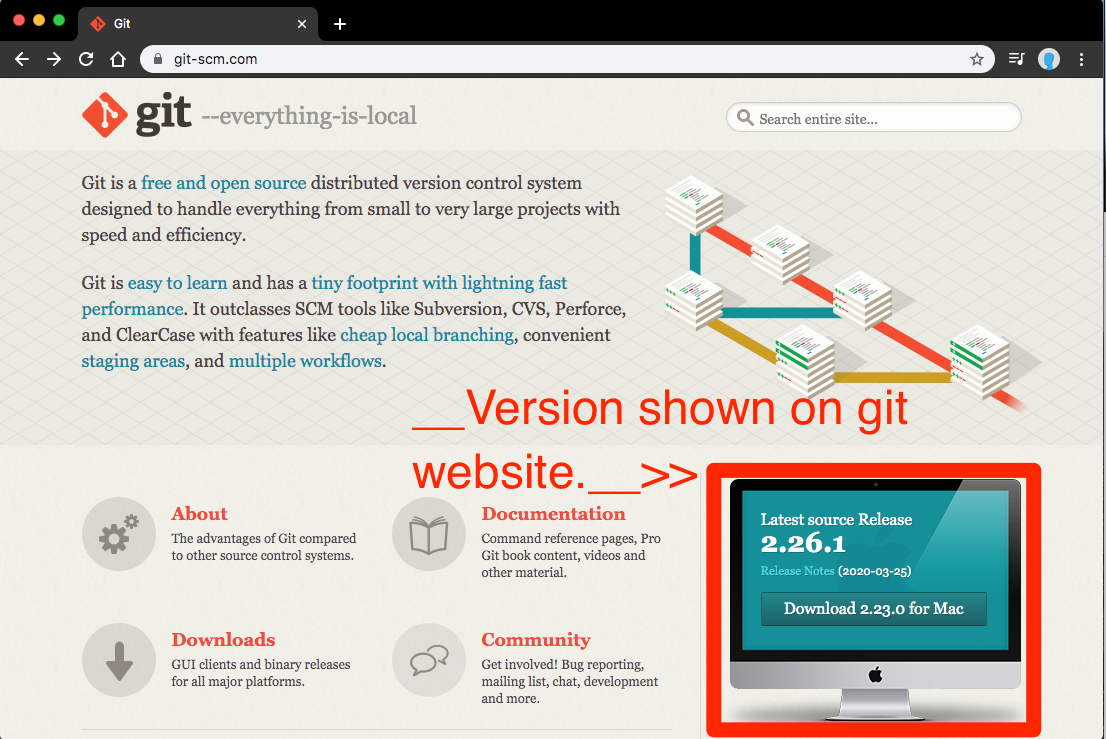 Git
git-scm.com
git --everything-is-local
Search entire site...
Git is a free and open source distributed version control system
designed to handle everything from small to very large projects with
speed and efficiency.
Git is easy to learn and has a tiny footprint with lightning fast
performance. It outclasses SCM tools like Subversion, CVS, Perforce,
and ClearCase with features like cheap local branching, convenient
staging areas, and multiple workflows.
__Version shown on git
website.__>>
About
The advantages of Git compared
to other source control systems.
Documentation
Command reference pages, Pro
Git book content, videos and
other material.
Downloads
GUI clients and binary releases
for all major platforms.
Community
Get involved! Bug reporting,
mailing list, chat, development
and more.
Latest source Release
2.26.1
Release Notes (2020-03-25)
Download 2.23.0 for Mac